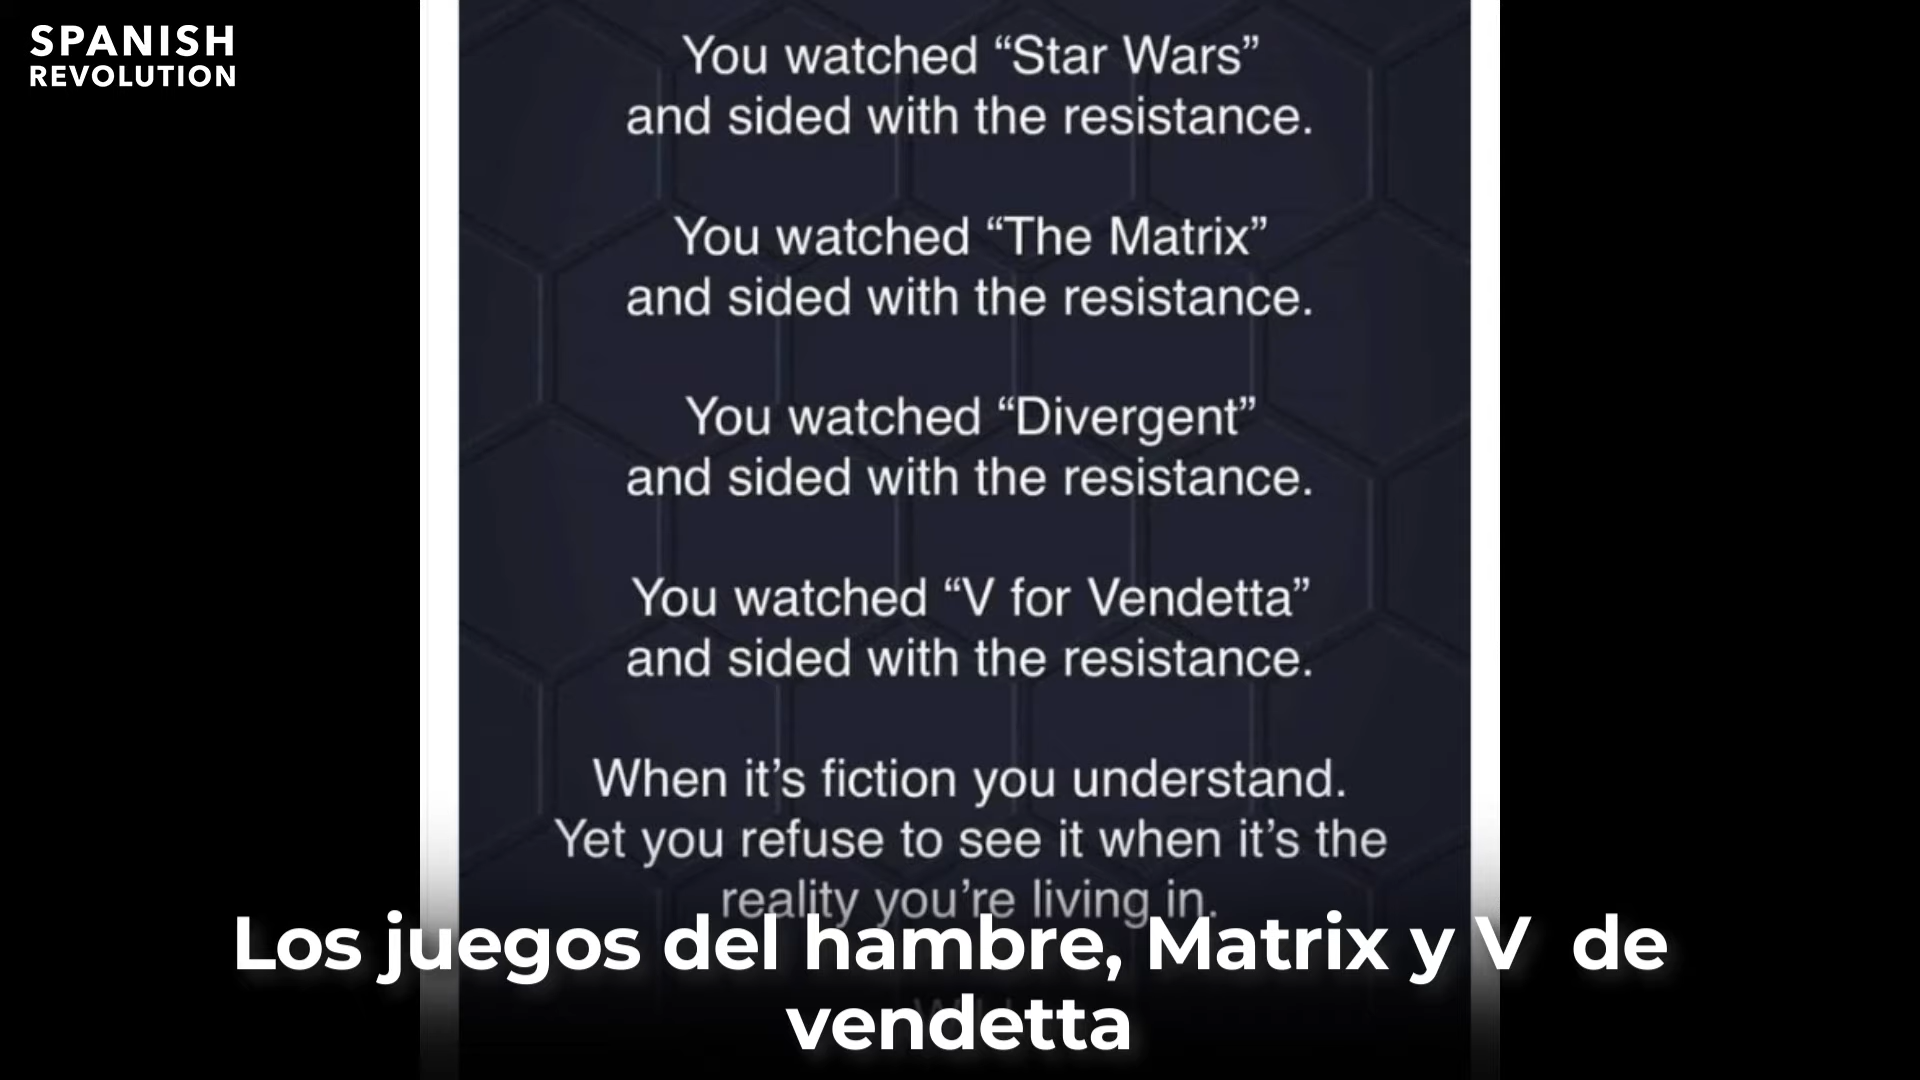 SPANISH
REVOLUTION
You watched “Star Wars”
and sided with the resistance.
You watched “The Matrix”
and sided with the resistance.
You watched “Divergent”
and sided with the resistance.
You watched “V for Vendetta”
and sided with the resistance.
When it’s fiction you understand.
Yet you refuse to see it when it’s the
reality you’re living in.
Los juegos del hambre, Matrix y V de
vendetta